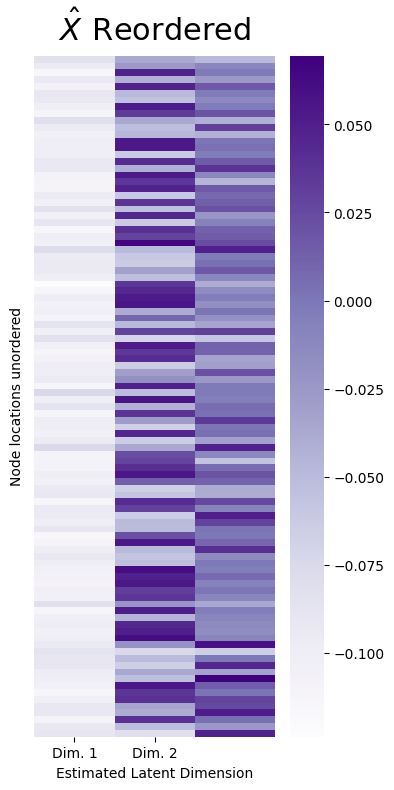 X̂ Reordered
Node locations unordered
0.050
0.025
0.000
−0.025
−0.050
−0.075
−0.100
Dim. 1
Dim. 2
Estimated Latent Dimension